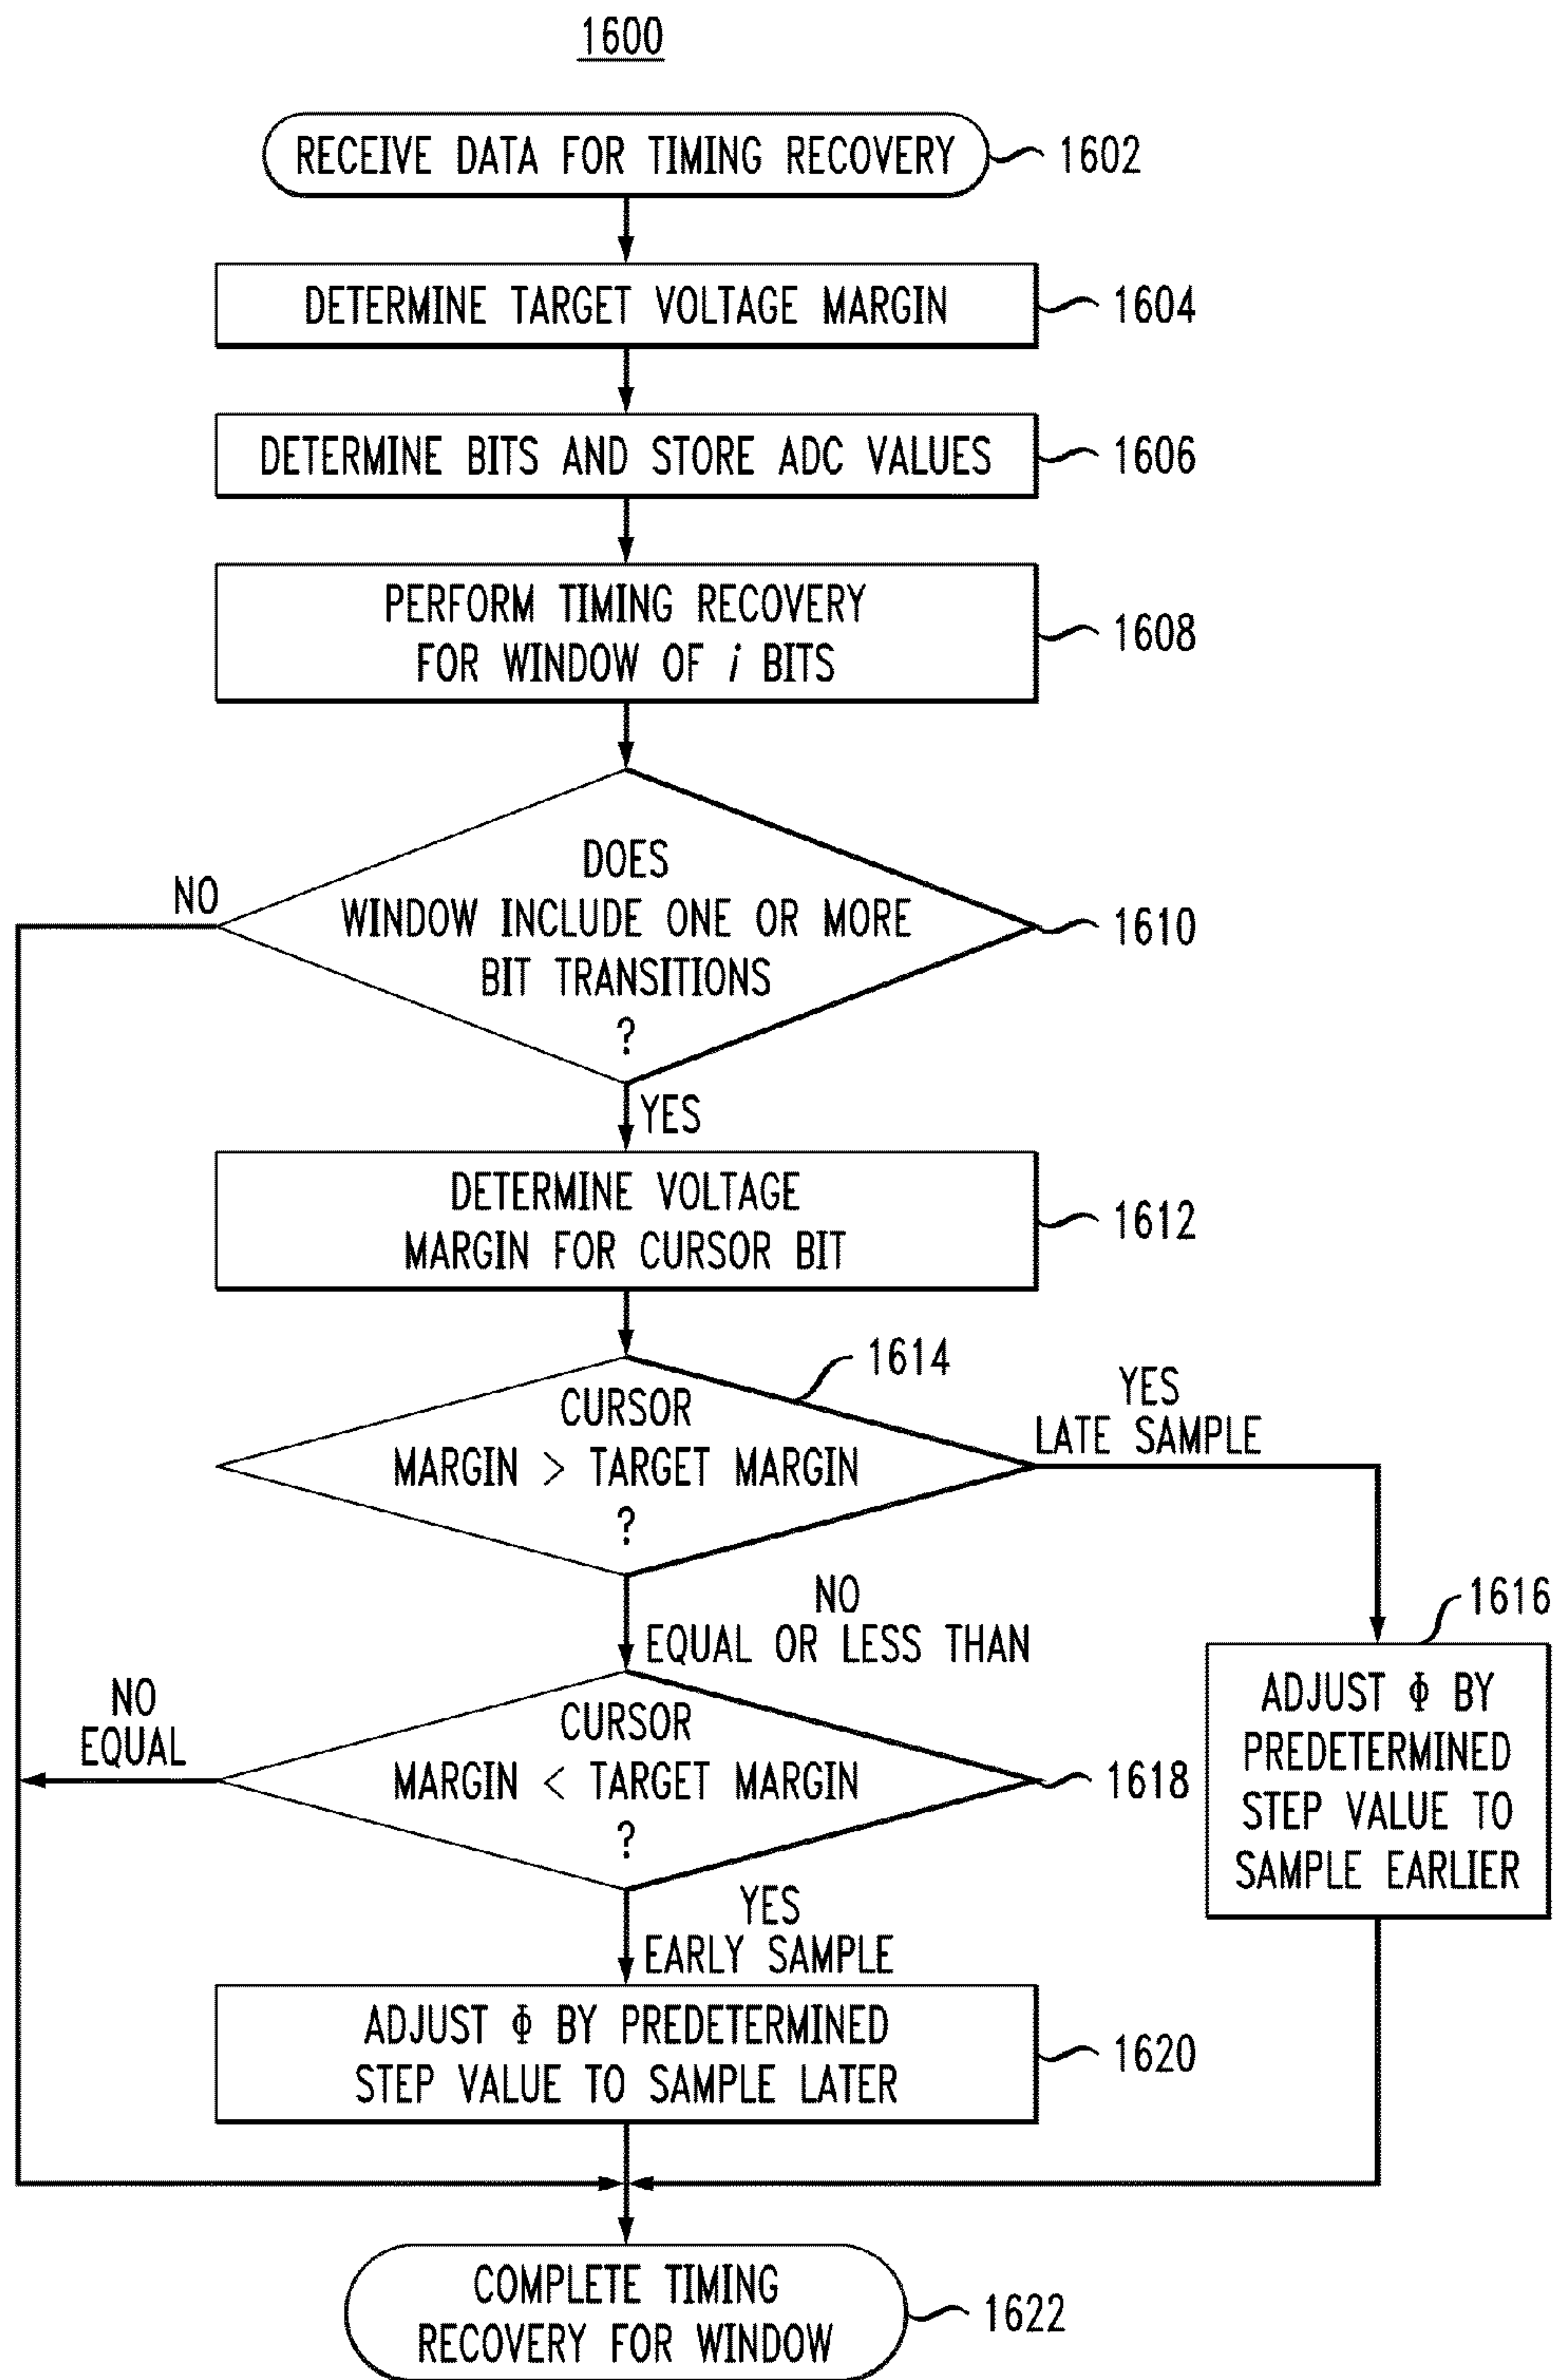 1600
RECEIVE DATA FOR TIMING RECOVERY
1602
DETERMINE TARGET VOLTAGE MARGIN
1604
DETERMINE BITS AND STORE ADC VALUES
1606
PERFORM TIMING RECOVERY
FOR WINDOW OF i BITS
1608
DOES
WINDOW INCLUDE ONE OR MORE
BIT TRANSITIONS
?
1610
NO
YES
DETERMINE VOLTAGE
MARGIN FOR CURSOR BIT
1612
CURSOR
MARGIN > TARGET MARGIN
?
1614
YES
LATE SAMPLE
NO
EQUAL OR LESS THAN
1616
ADJUST Φ BY
PREDETERMINED
STEP VALUE TO
SAMPLE EARLIER
CURSOR
MARGIN < TARGET MARGIN
?
1618
NO
EQUAL
YES
EARLY SAMPLE
ADJUST Φ BY PREDETERMINED
STEP VALUE TO SAMPLE LATER
1620
COMPLETE TIMING
RECOVERY FOR WINDOW
1622